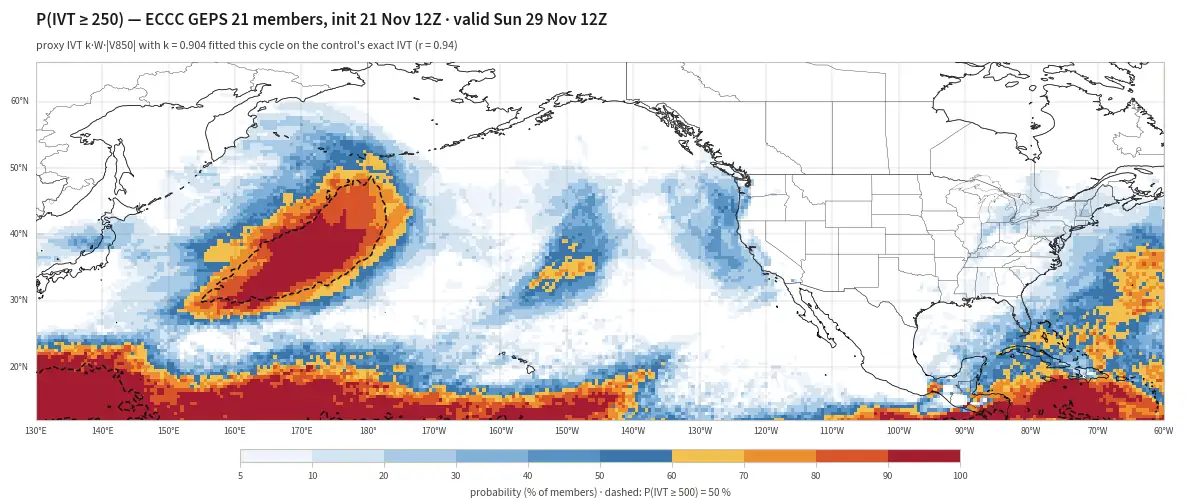 P(IVT ≥ 250) — ECCC GEPS 21 members, init 21 Nov 12Z · valid Sun 29 Nov 12Z
proxy IVT k·W·|V850| with k = 0.904 fitted this cycle on the control's exact IVT (r = 0.94)
60°N
50°N
40°N
30°N
20°N
130°E 140°E 150°E 160°E 170°E 180° 170°W 160°W 150°W 140°W 130°W 120°W 110°W 100°W 90°W 80°W 70°W 60°W
5 10 20 30 40 50 60 70 80 90 100
probability (% of members) · dashed: P(IVT ≥ 500) = 50 %